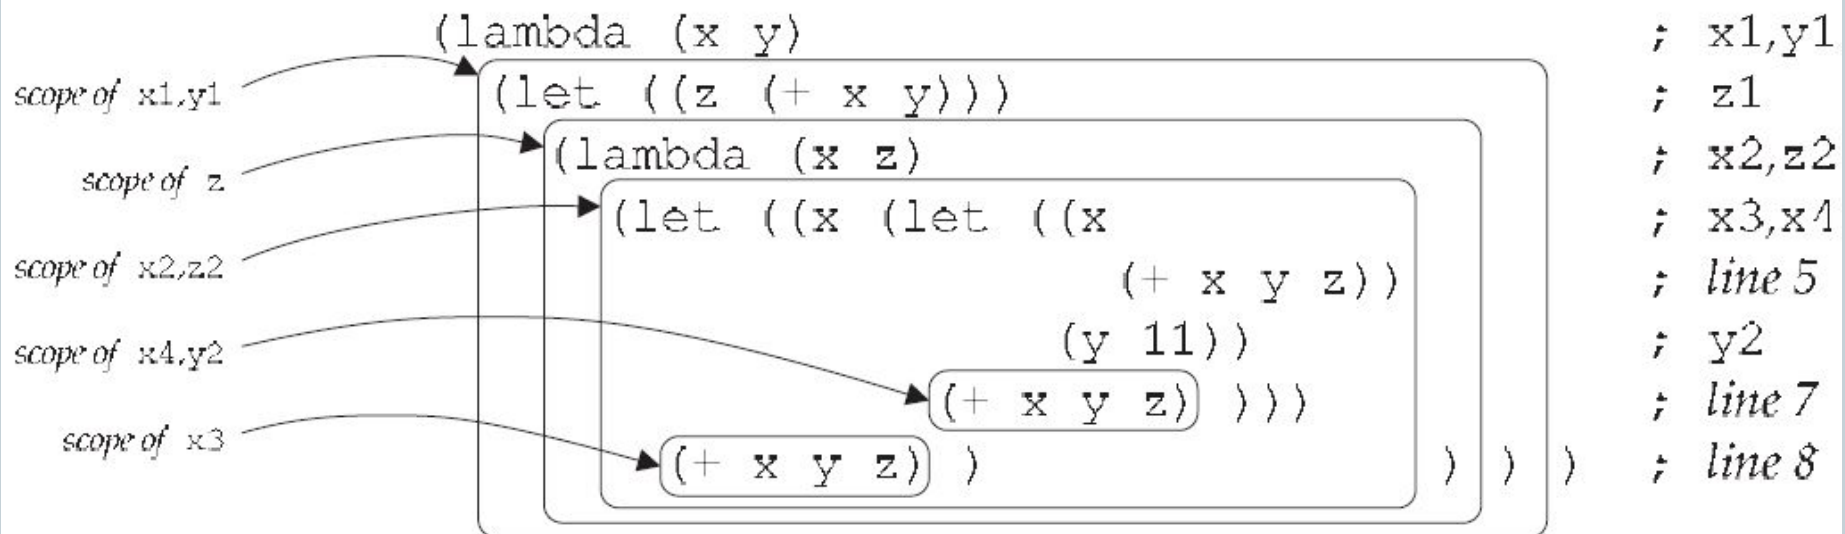 (lambda (x y) ; x1,y1
scope of x1,y1 (let ((z (+ x y))) ; z1
scope of z (lambda (x z) ; x2,z2
scope of x2,z2 (let ((x (let ((x ; x3,x4
(+ x y z)) ; line 5
scope of x4,y2 (y 11)) ; y2
(+ x y z) ))) ; line 7
scope of x3 (+ x y z) ) ) ) ) ; line 8